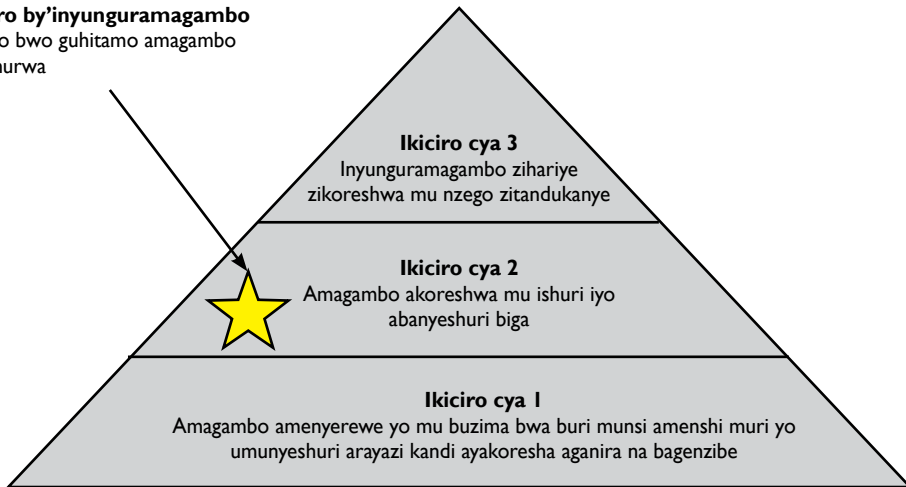 by'inyunguramagambo
bwo guhitamo amagambo
Ikiciro cya 3
Inyunguramagambo zihariye
zikoreshwa mu nzego zitandukanye
Ikiciro cya 2
Amagambo akoreshwa mu ishuri iyo
abanyeshuri biga
Ikiciro cya 1
Amagambo amenyerewe yo mu buzima bwa buri munsi amenshi muri yo
umunyeshuri arayazi kandi ayakoresha aganira na bagenzibe